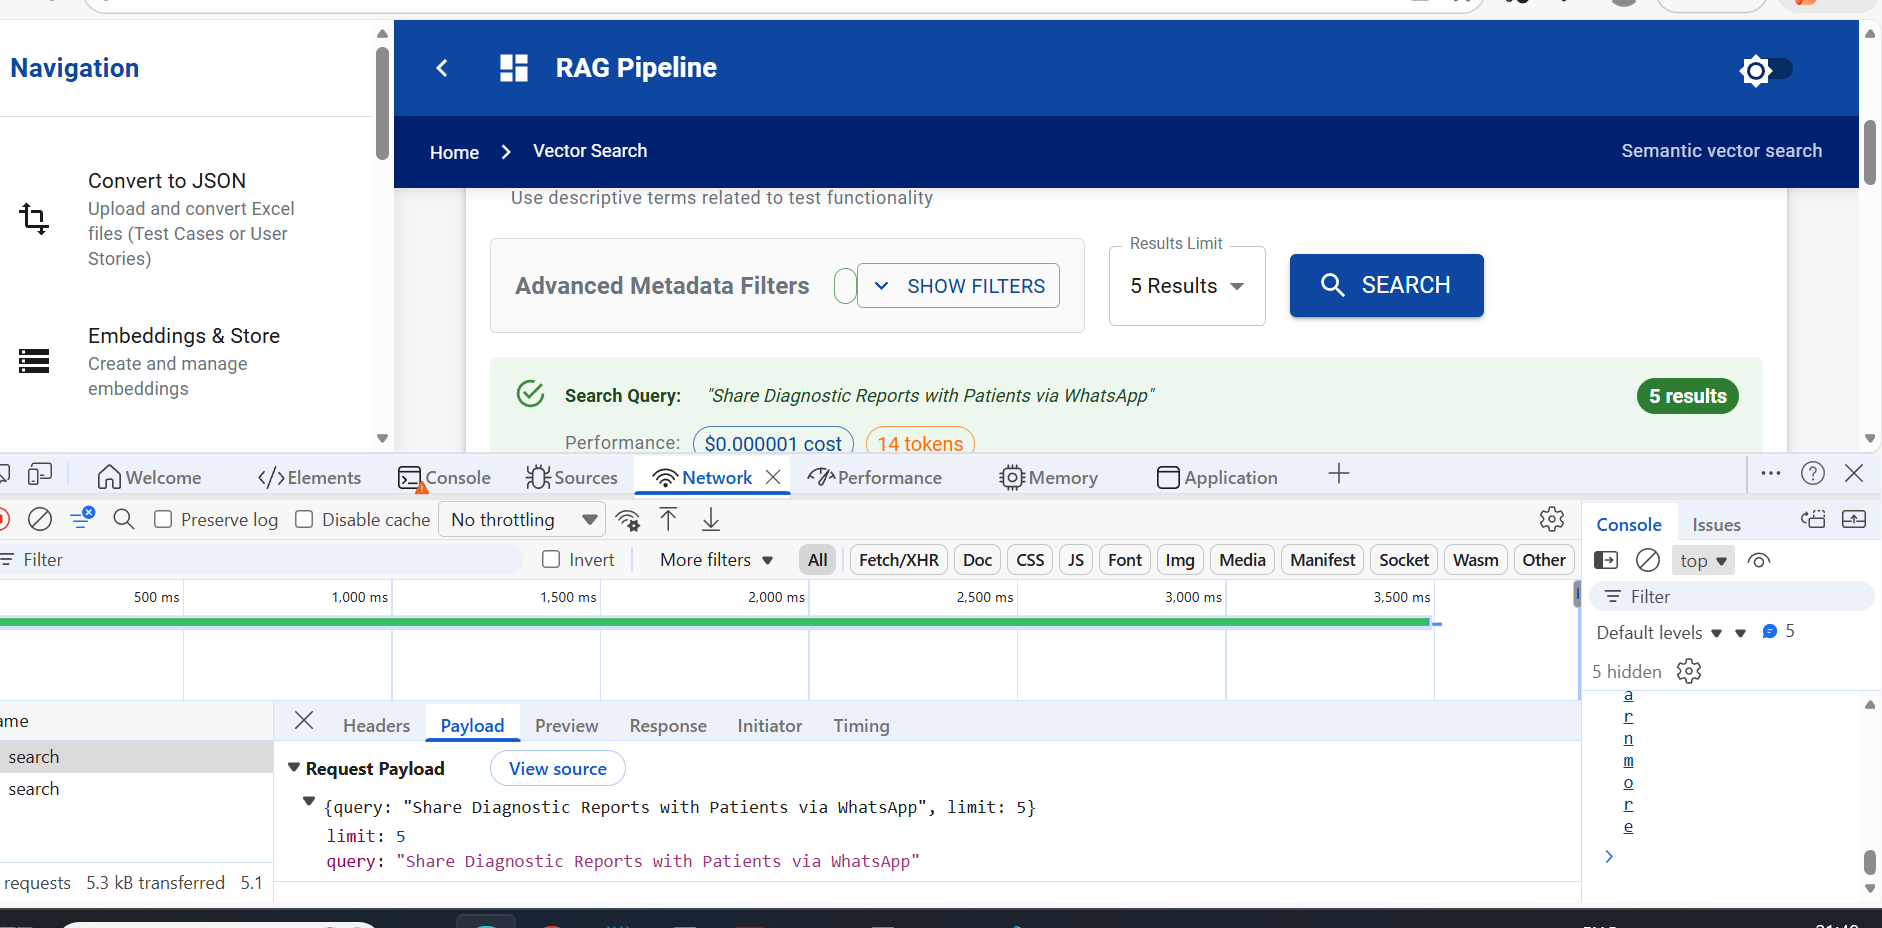 Navigation
RAG Pipeline
Home
Vector Search
Semantic vector search
Convert to JSON
Upload and convert Excel
files (Test Cases or User
Stories)
Embeddings & Store
Create and manage
embeddings
Use descriptive terms related to test functionality
Advanced Metadata Filters
SHOW FILTERS
Results Limit
5 Results
SEARCH
Search Query: "Share Diagnostic Reports with Patients via WhatsApp"
5 results
Performance: $0.000001 cost 14 tokens
Welcome Elements Console Sources Network Performance Memory Application
Preserve log Disable cache No throttling
Filter Invert More filters All Fetch/XHR Doc CSS JS Font Img Media Manifest Socket Wasm Other
500 ms 1,000 ms 1,500 ms 2,000 ms 2,500 ms 3,000 ms 3,500 ms
ame
search
search
requests 5.3 kB transferred 5.1
Headers Payload Preview Response Initiator Timing
Request Payload View source
{query: "Share Diagnostic Reports with Patients via WhatsApp", limit: 5}
limit: 5
query: "Share Diagnostic Reports with Patients via WhatsApp"
Console Issues
top
Filter
Default levels 5
5 hidden
a
r
n
m
o
r
e